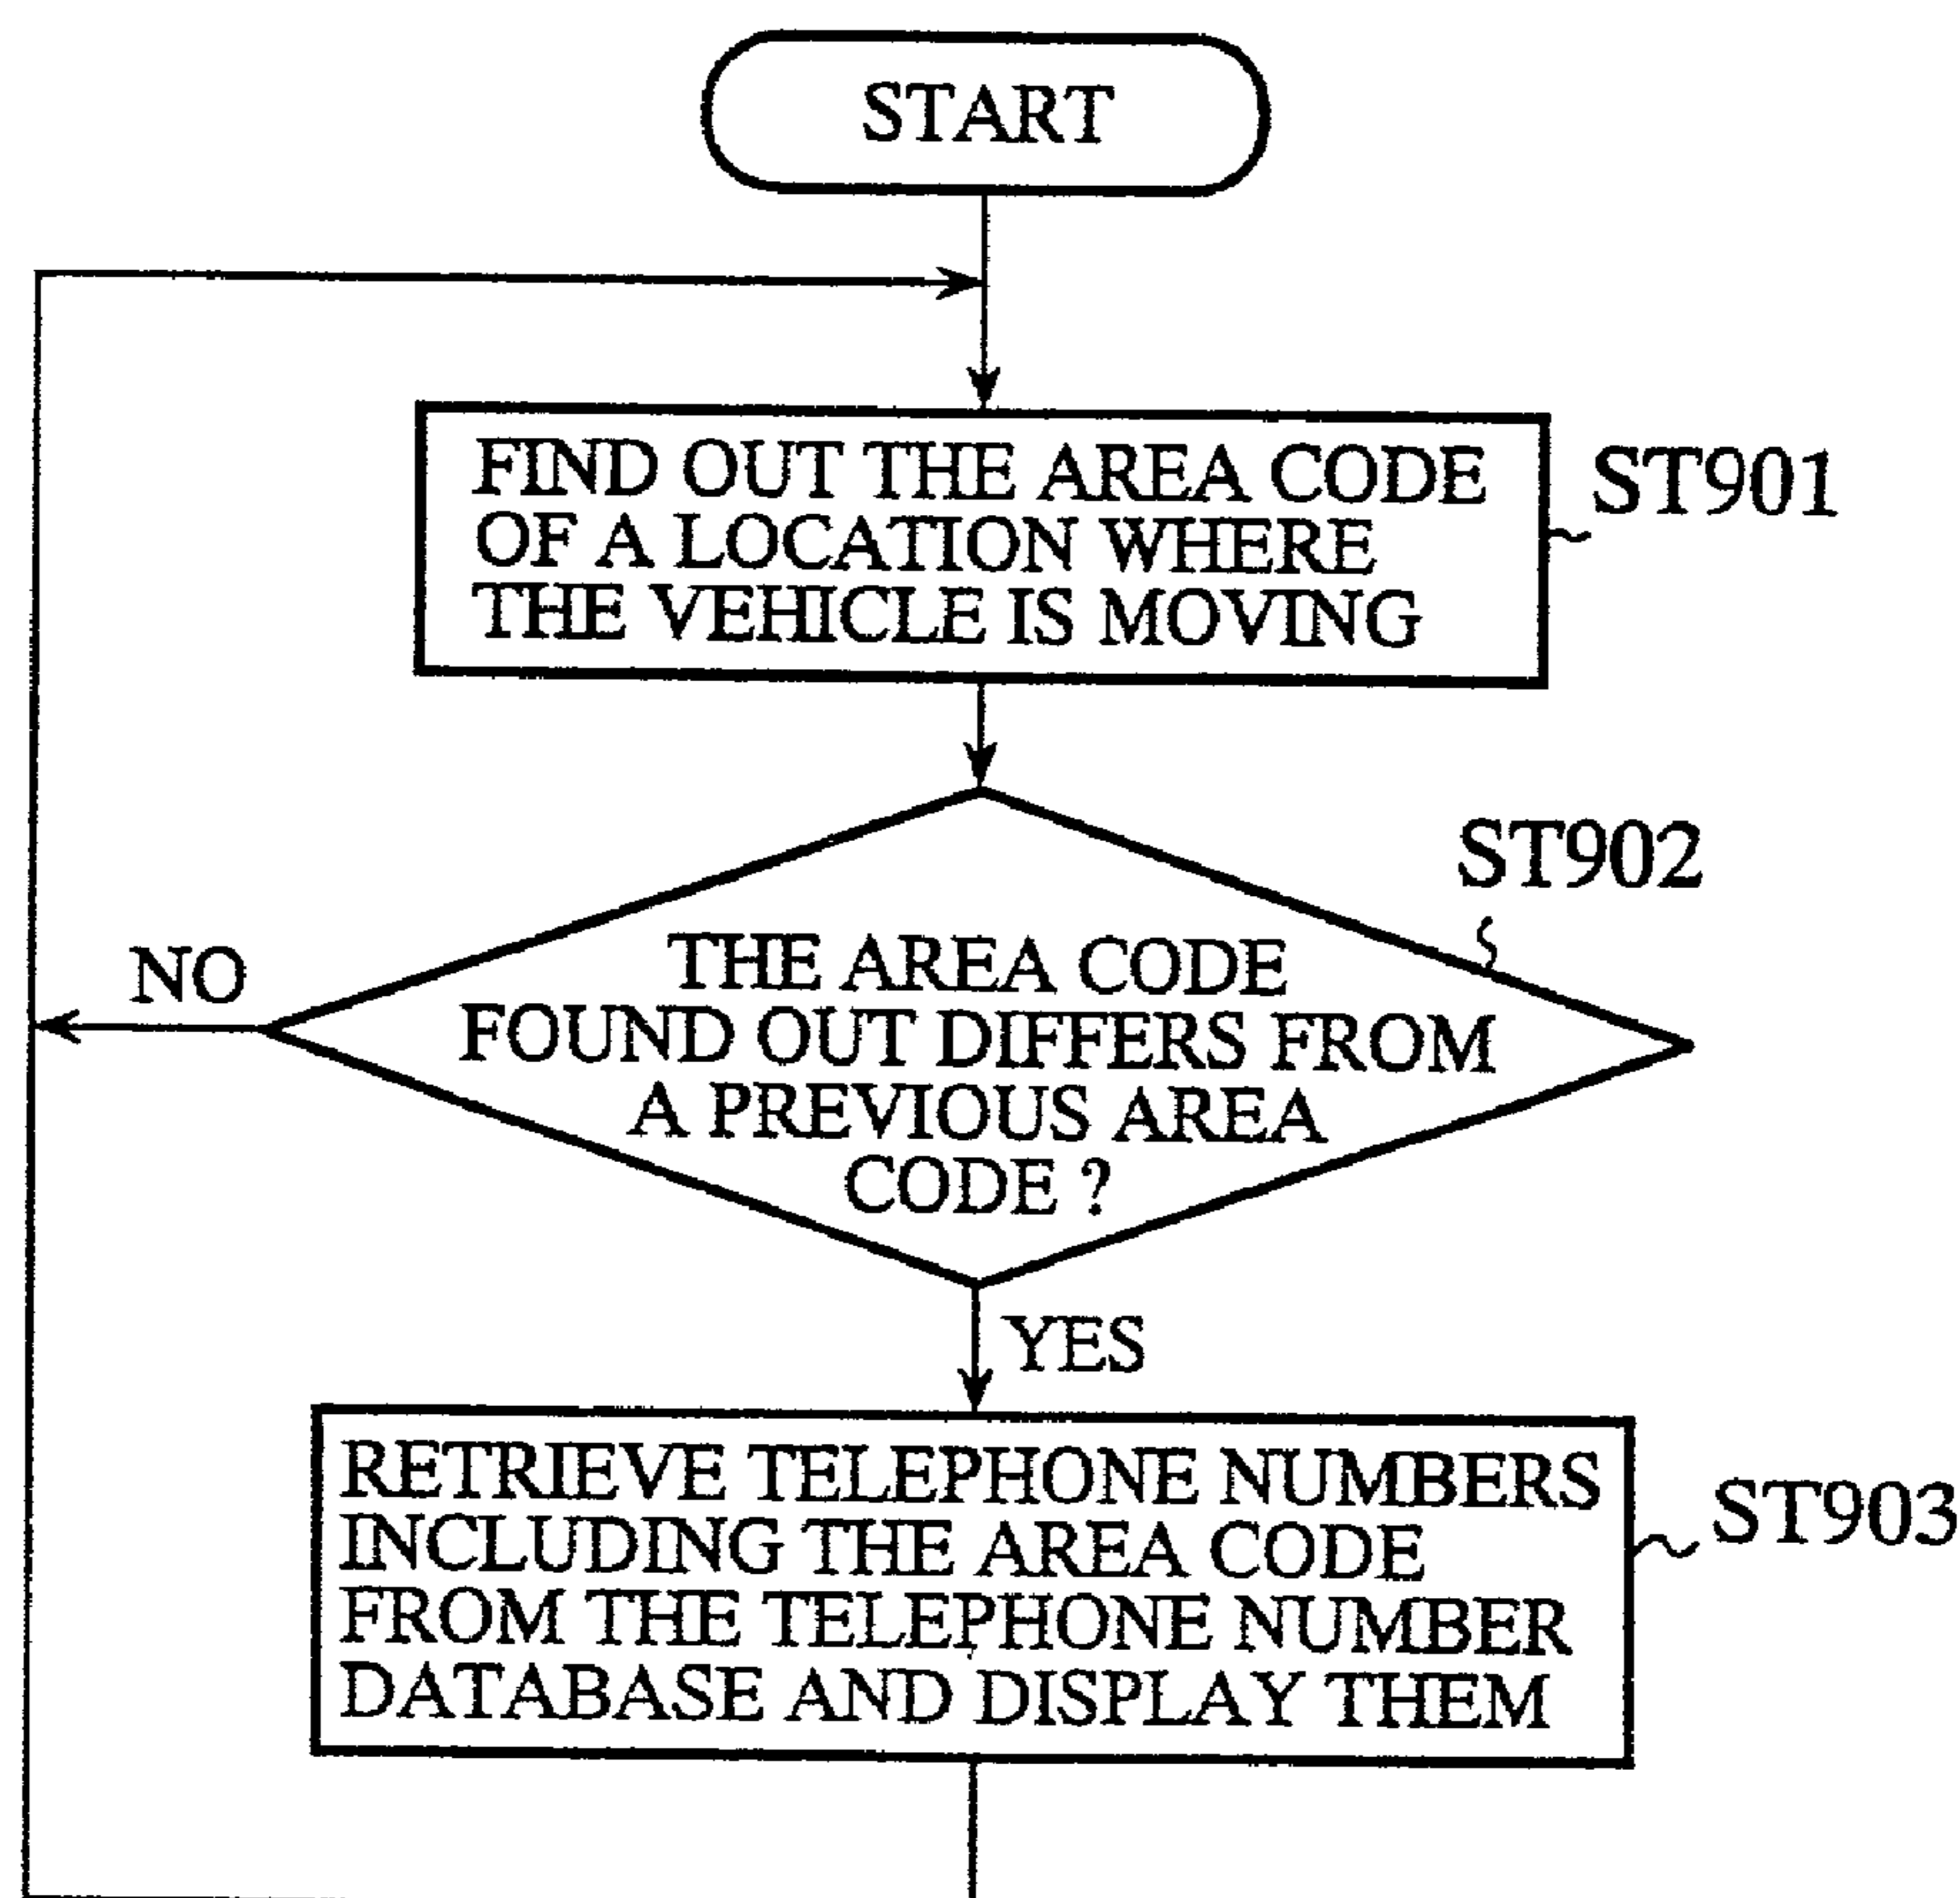 START
FIND OUT THE AREA CODE
OF A LOCATION WHERE
THE VEHICLE IS MOVING
ST901
ST902
NO
THE AREA CODE
FOUND OUT DIFFERS FROM
A PREVIOUS AREA
CODE ?
YES
RETRIEVE TELEPHONE NUMBERS
INCLUDING THE AREA CODE
FROM THE TELEPHONE NUMBER
DATABASE AND DISPLAY THEM
ST903